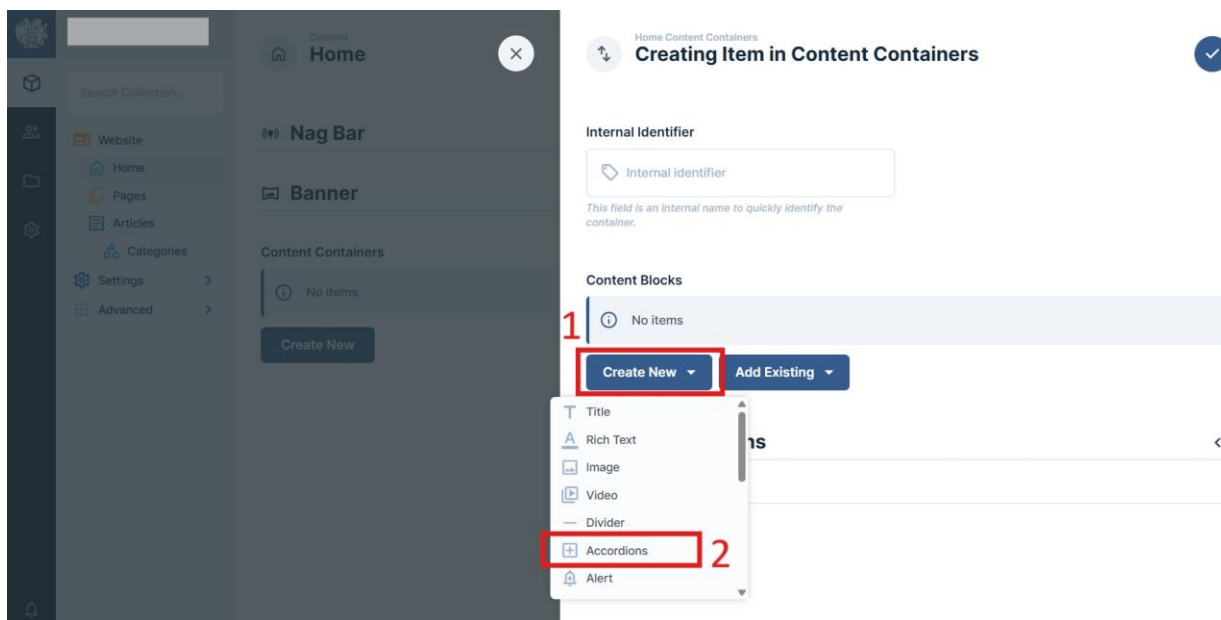 Content
Home
Search Collection...
Website
Home
Pages
Articles
Categories
Settings
Advanced
Nag Bar
Banner
Content Containers
No items
Create New
Home Content Containers
Creating Item in Content Containers
Internal Identifier
Internal identifier
This field is an internal name to quickly identify the
container.
Content Blocks
No items
1
Create New
Add Existing
Title
Rich Text
Image
Video
Divider
Accordions
2
Alert
ns